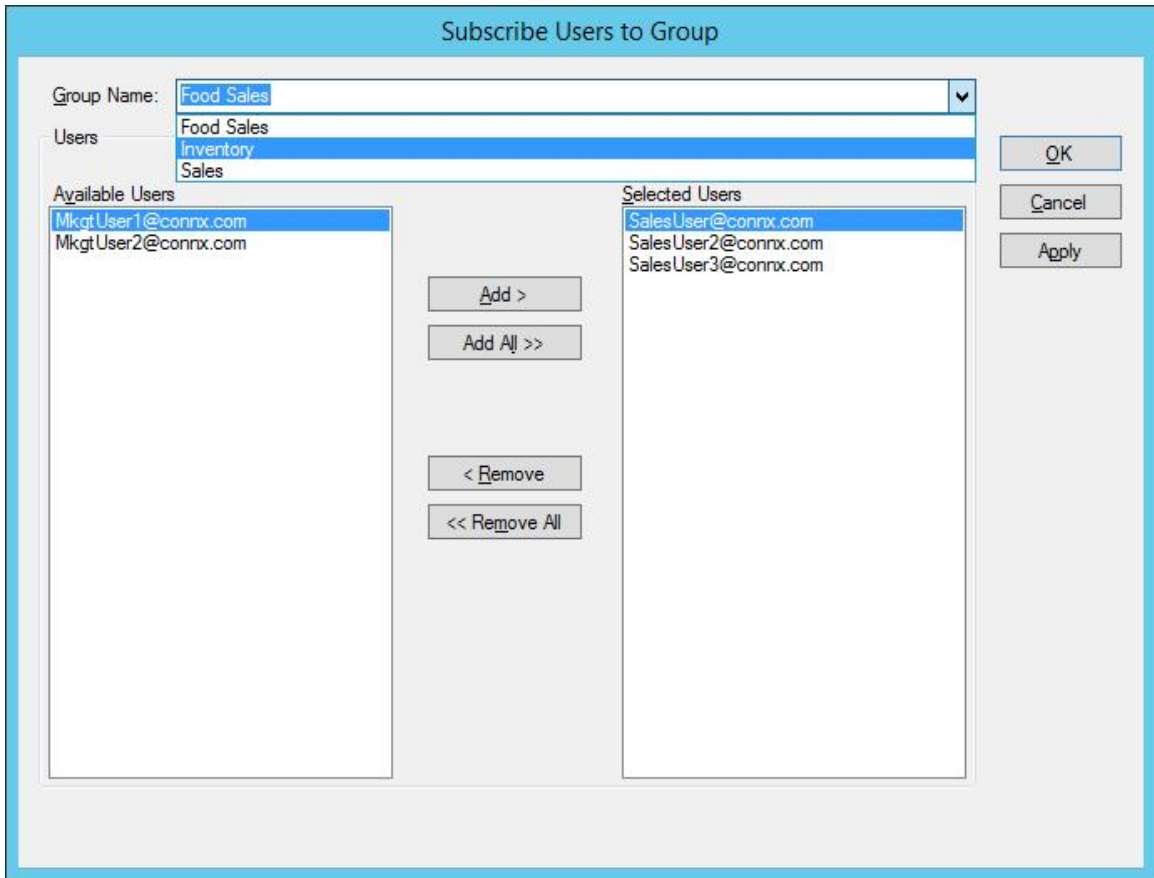 Subscribe Users to Group
Group Name: Food Sales
Food Sales
Users
Inventory
Sales
OK
Available Users
Selected Users
Cancel
MkgtUser1@connx.com
SalesUser@connx.com
MkgtUser2@connx.com
SalesUser2@connx.com
Apply
SalesUser3@connx.com
Add >
Add All >>
< Remove
<< Remove All